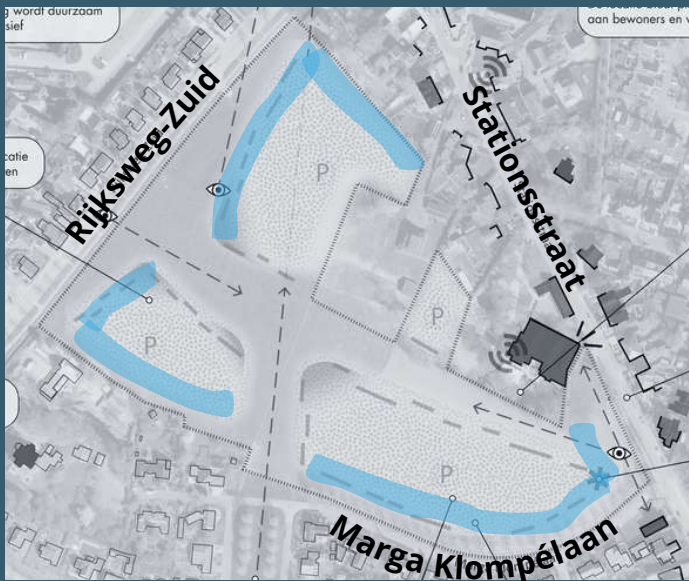 g wordt duurzaam
sief
aan bewoners en v
Rijksweg-Zuid
Stationsstraat
catie
en
P
P
P
P
Marga Klompélaan